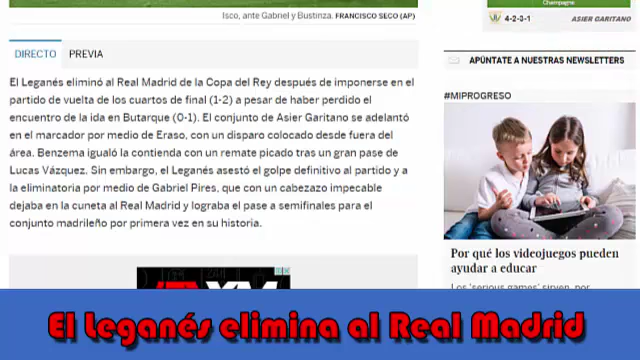 Isco, ante Gabriel y Bustinza. FRANCISCO SECO (AP)
Champagne
4-2-3-1 ASIER GARITANO
DIRECTO PREVIA
El Leganés eliminó al Real Madrid de la Copa del Rey después de imponerse en el
partido de vuelta de los cuartos de final (1-2) a pesar de haber perdido el
encuentro de la ida en Butarque (0-1). El conjunto de Asier Garitano se adelantó
en el marcador por medio de Eraso, con un disparo colocado desde fuera del
área. Benzema igualó la contienda con un remate picado tras un gran pase de
Lucas Vázquez. Sin embargo, el Leganés asestó el golpe definitivo al partido y a
la eliminatoria por medio de Gabriel Pires, que con un cabezazo impecable
dejaba en la cuneta al Real Madrid y lograba el pase a semifinales para el
conjunto madrileño por primera vez en su historia.
APÚNTATE A NUESTRAS NEWSLETTERS
#MIPROGRESO
Por qué los videojuegos pueden
ayudar a educar
Los 'serious games' sirven, por
El Leganés elimina al Real Madrid